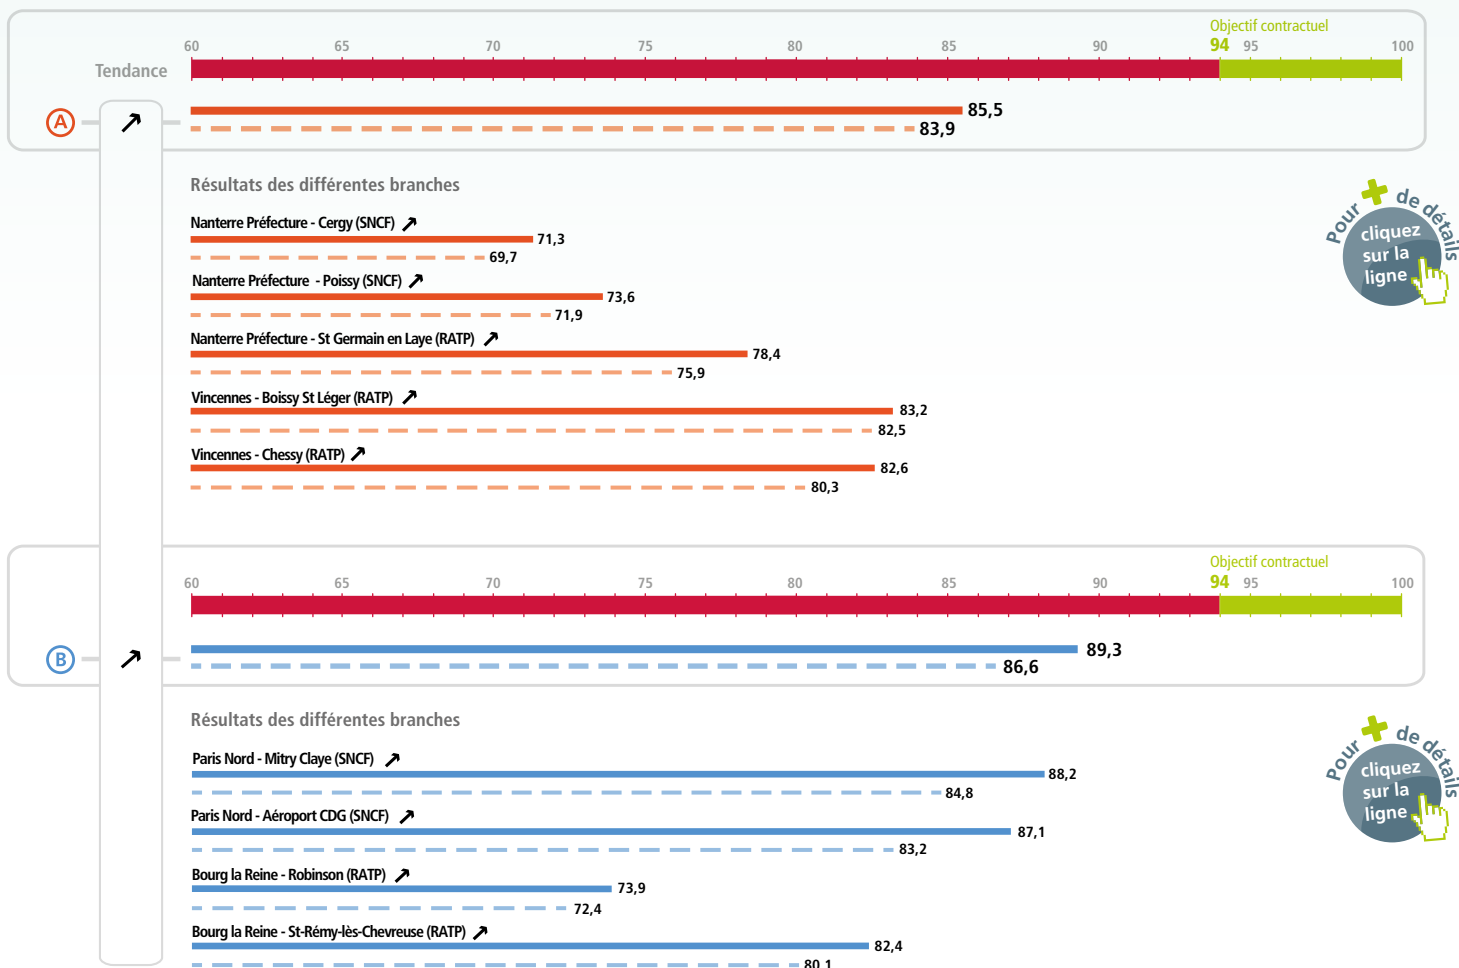 Objectif contractuel
60 65 70 75 80 85 90 94 95 100
Tendance
A
85,5
83,9
Résultats des différentes branches
Nanterre Préfecture - Cergy (SNCF)
71,3
69,7
Nanterre Préfecture - Poissy (SNCF)
73,6
71,9
Nanterre Préfecture - St Germain en Laye (RATP)
78,4
75,9
Vincennes - Boissy St Léger (RATP)
83,2
82,5
Vincennes - Chessy (RATP)
82,6
80,3
Pour + de détails
cliquez
sur la
ligne
Objectif contractuel
60 65 70 75 80 85 90 94 95 100
B
89,3
86,6
Résultats des différentes branches
Paris Nord - Mitry Claye (SNCF)
88,2
84,8
Paris Nord - Aéroport CDG (SNCF)
87,1
83,2
Bourg la Reine - Robinson (RATP)
73,9
72,4
Bourg la Reine - St-Rémy-lès-Chevreuse (RATP)
82,4
80,1
Pour + de détails
cliquez
sur la
ligne